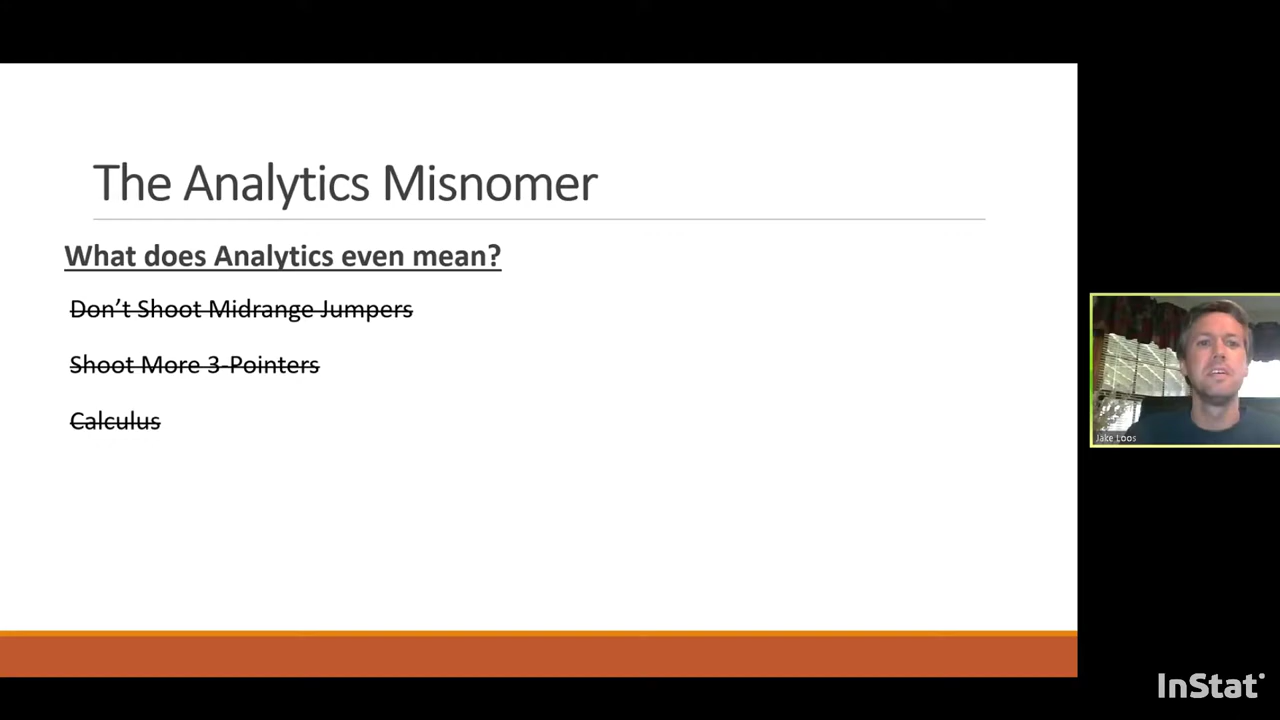 The Analytics Misnomer
What does Analytics even mean?
Don’t Shoot Midrange Jumpers
Shoot More 3-Pointers
Calculus
Jake Loos
InStat